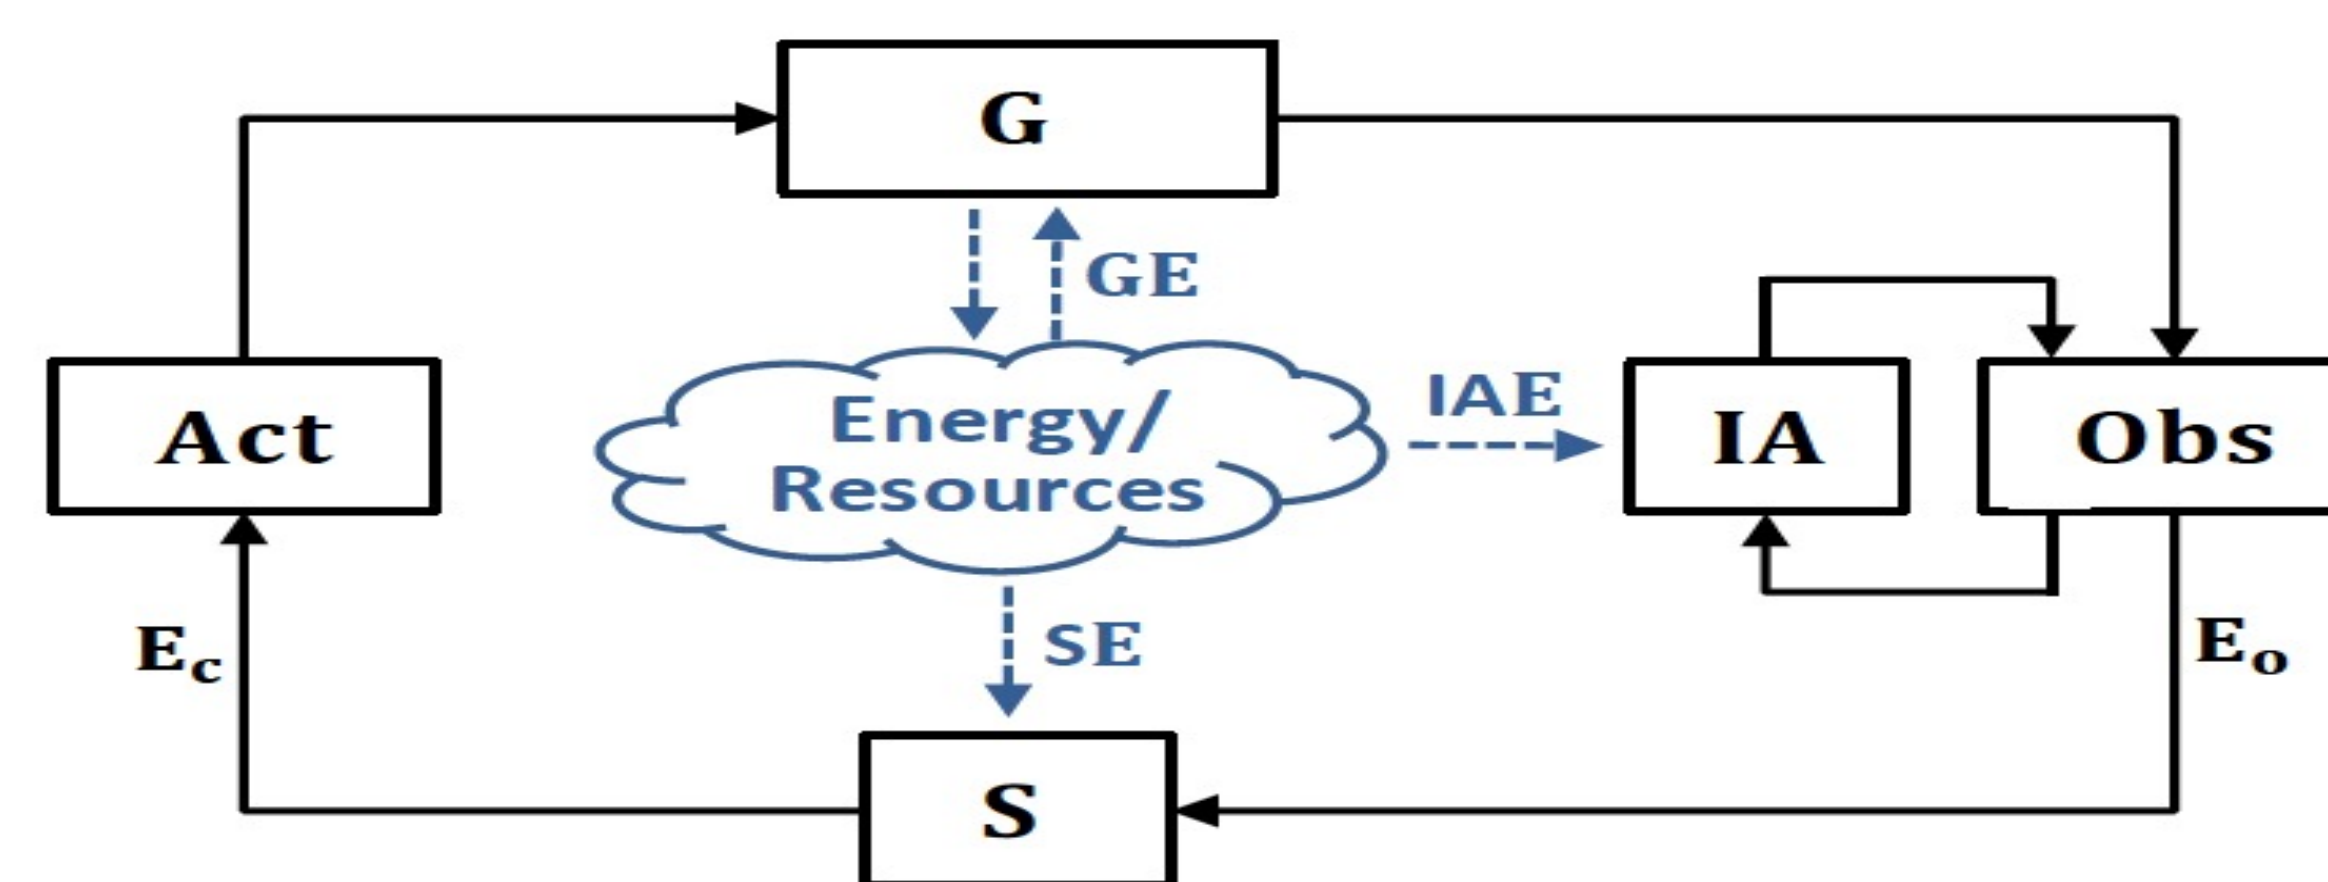 G
GE
Act
Energy/
Resources
IAE
IA
Obs
Ec
SE
Eo
S